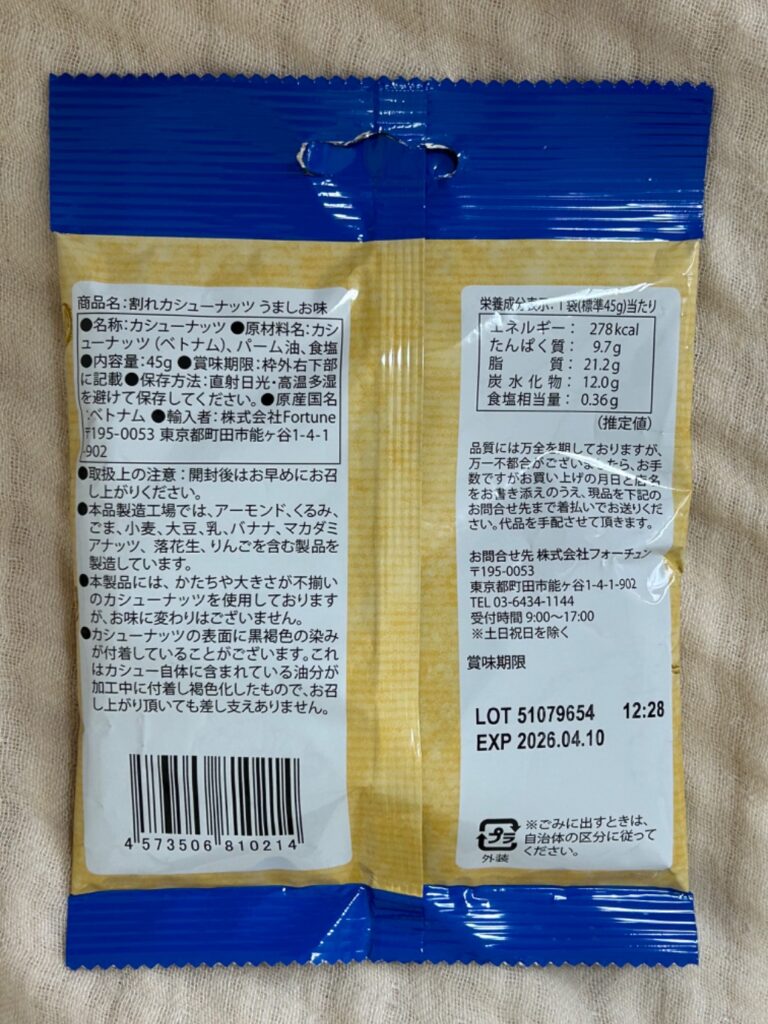 商品名:割れカシューナッツ うましお味
●名称:カシューナッツ ●原材料名:カシ
ューナッツ(ベトナム)、パーム油、食塩
●内容量:45g ●賞味期限:枠外右下部
に記載 ●保存方法:直射日光・高温多湿
を避けて保存してください。●原産国名
:ベトナム ●輸入者:株式会社Fortune
〒195-0053 東京都町田市能ヶ谷1-4-1
-902
●取扱上の注意:開封後はお早めにお召
し上がりください。
●本品製造工場では、アーモンド、くるみ、
ごま、小麦、大豆、乳、バナナ、マカダミ
アナッツ、落花生、りんごを含む製品を
製造しています。
●本製品には、かたちや大きさが不揃い
のカシューナッツを使用しております
が、お味に変わりはございません。
●カシューナッツの表面に黒褐色の染み
が付着していることがございます。これ
はカシュー自体に含まれている油分が
加工中に付着し褐色化したもので、お召
し上がり頂いても差し支えありません。
4 573506 810214
栄養成分表示:1袋(標準45g)当たり
エネルギー: 278kcal
たんぱく質: 9.7g
脂質: 21.2g
炭水化物: 12.0g
食塩相当量: 0.36g
(推定値)
品質には万全を期しておりますが、
万一不都合がございましたら、お手
数ですがお買い上げの月日と店名
をお書き添えのうえ、現品を下記の
お問合せ先まで着払いでお送りくだ
さい。代品を手配させて頂きます。
お問合せ先 株式会社フォーチュン
〒195-0053
東京都町田市能ヶ谷1-4-1-902
TEL 03-6434-1144
受付時間 9:00〜17:00
※土日祝日を除く
賞味期限
LOT 51079654 12:28
EXP 2026.04.10
プラ
外装
※ごみに出すときは、
自治体の区分に従って
ください。